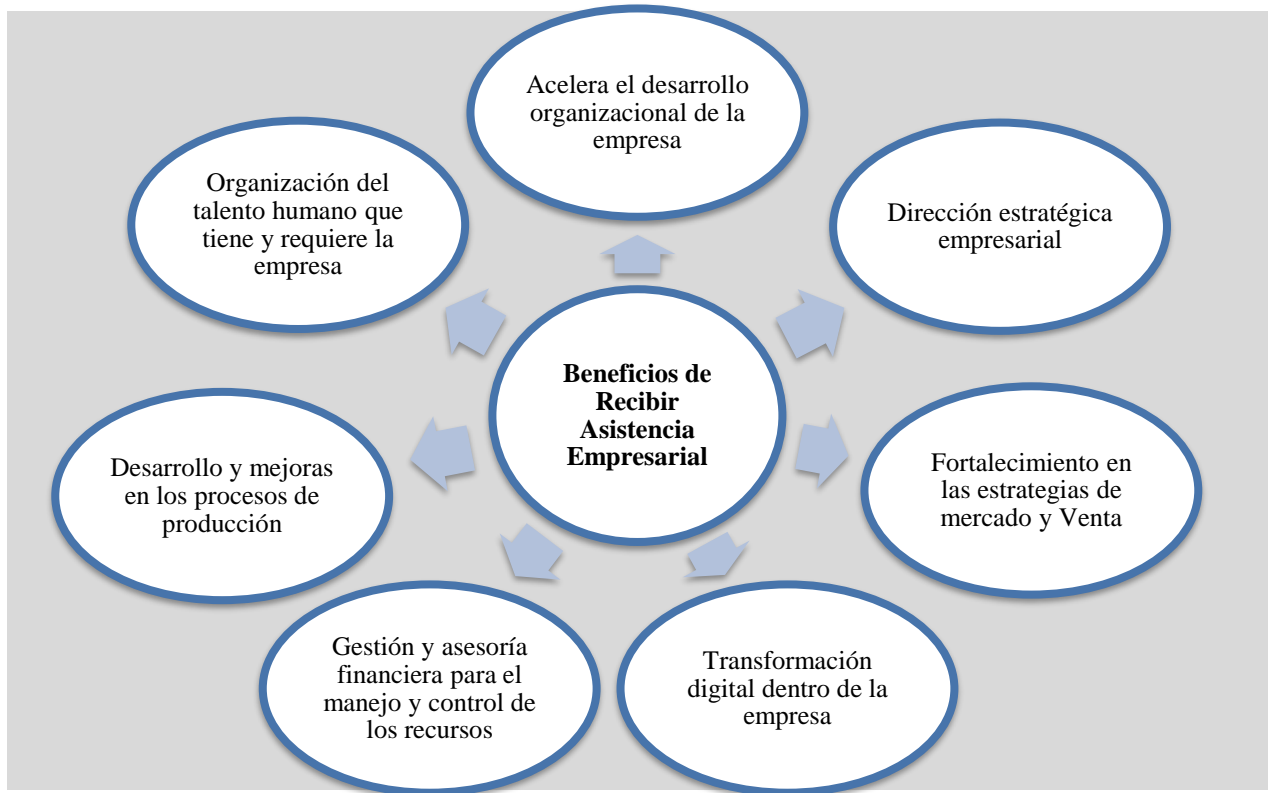 Acelera el desarrollo
organizacional de la
empresa
Dirección estratégica
empresarial
Fortalecimiento en
las estrategias de
mercado y Venta
Transformación
digital dentro de la
empresa
Gestión y asesoría
financiera para el
manejo y control de
los recursos
Desarrollo y mejoras
en los procesos de
producción
Organización del
talento humano que
tiene y requiere la
empresa
Beneficios de
Recibir
Asistencia
Empresarial